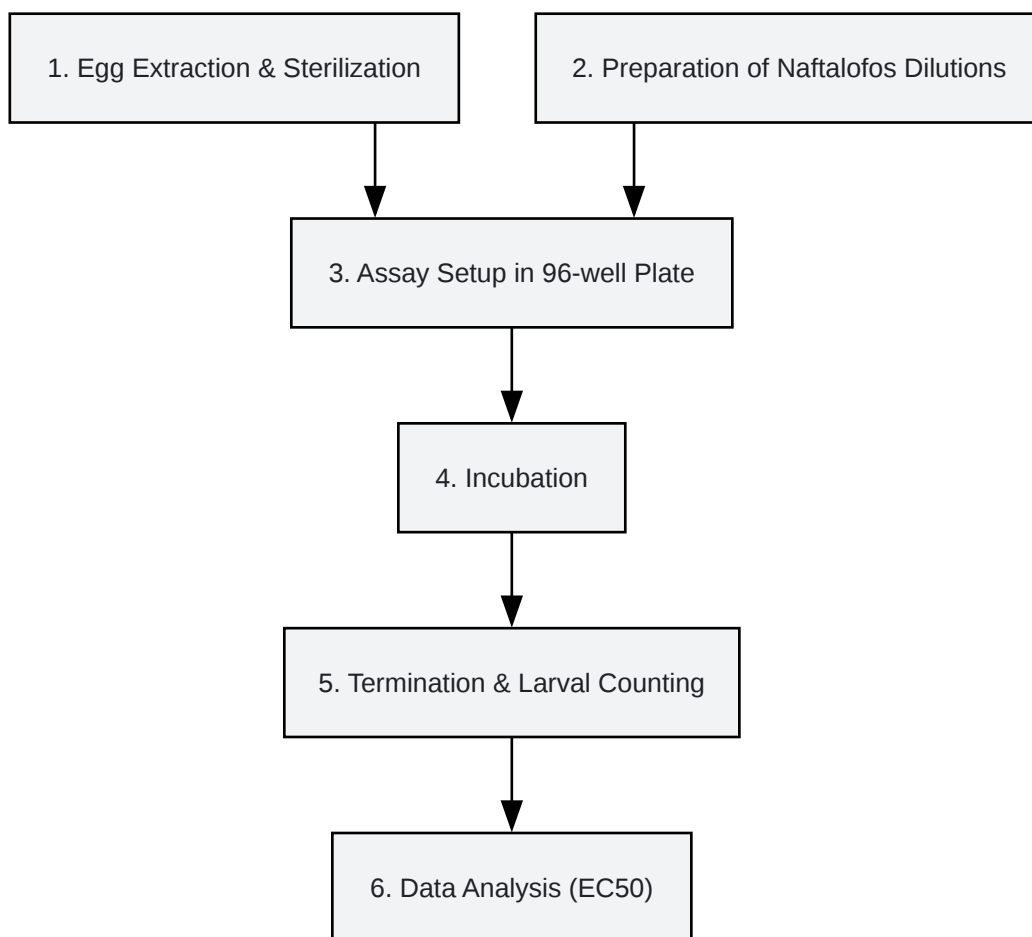 1. Egg Extraction & Sterilization
2. Preparation of Naftalofos Dilutions
3. Assay Setup in 96-well Plate
4. Incubation
5. Termination & Larval Counting
6. Data Analysis (EC50)